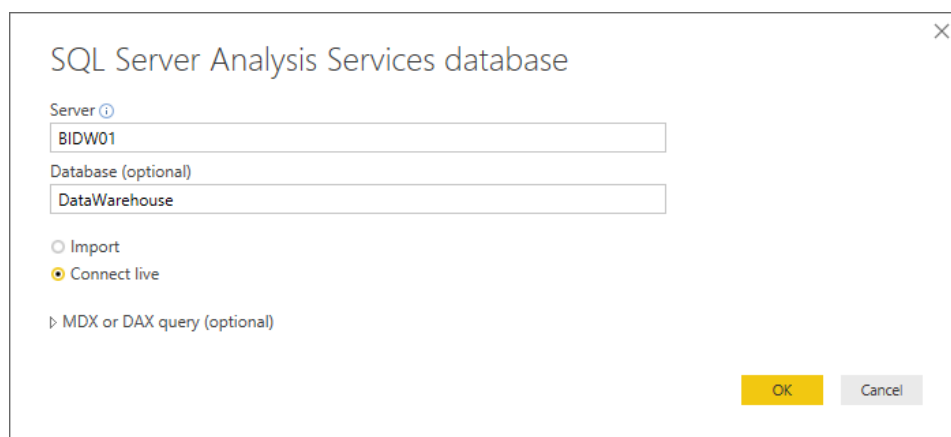 SQL Server Analysis Services database
Server
BIDW01
Database (optional)
DataWarehouse
Import
Connect live
MDX or DAX query (optional)
OK Cancel